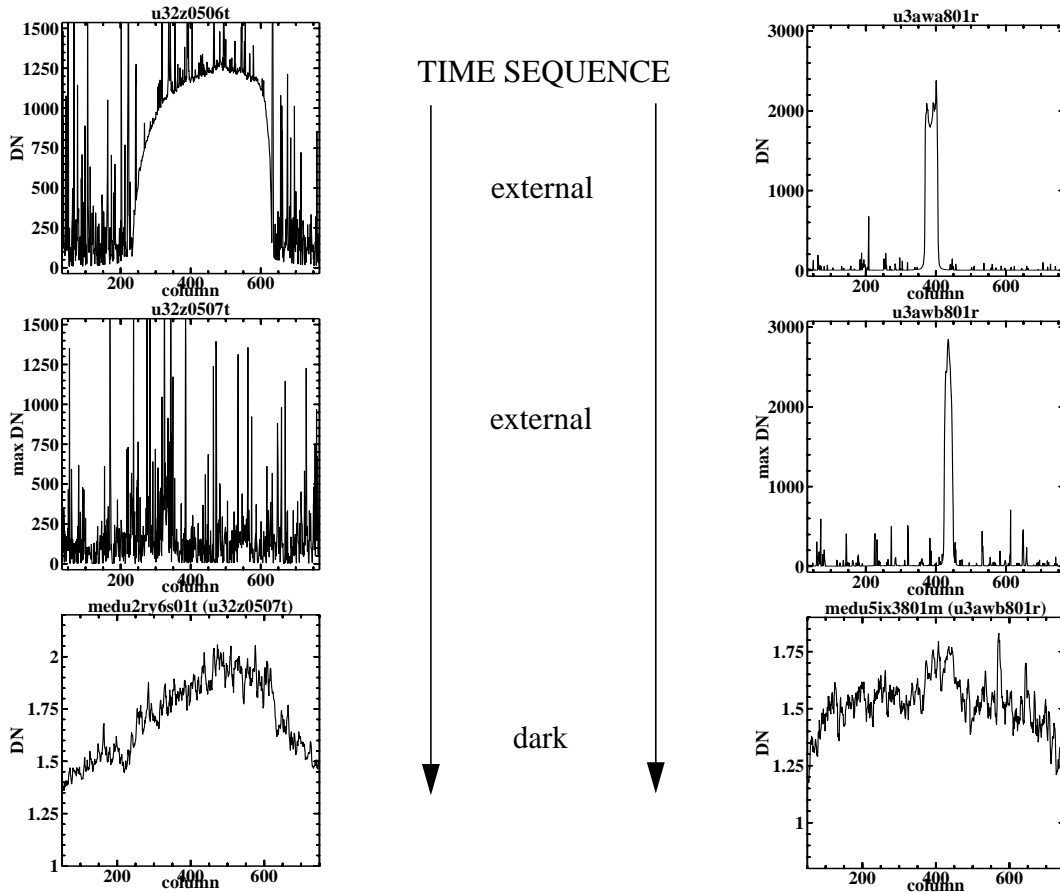 u32z0506t
1500
1250
1000
750
500
250
0
DN
200 400 600
column
u32z0507t
1500
1250
1000
750
500
250
0
max DN
200 400 600
column
medu2ry6s01t (u32z0507t)
2
1.75
1.5
1.25
1
DN
200 400 600
column
TIME SEQUENCE
external
external
dark
u3awa801r
3000
2000
1000
0
DN
200 400 600
column
u3awb801r
3000
2000
1000
0
max DN
200 400 600
column
medu5ix3801m (u3awb801r)
1.75
1.5
1.25
1
DN
200 400 600
column